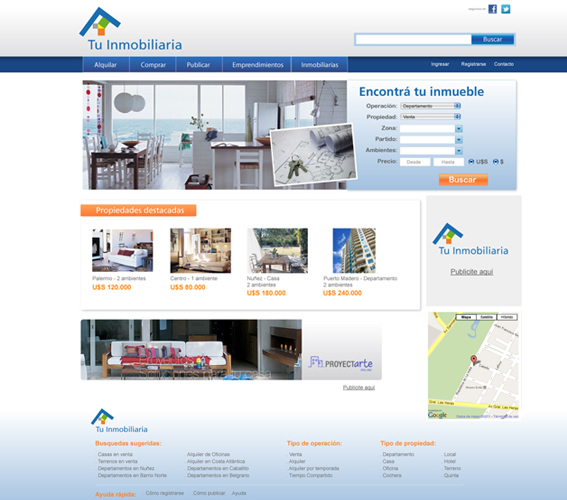 seguinos en
Tu Inmobiliaria
Buscar
Alquilar
Comprar
Publicar
Emprendimientos
Inmobiliarias
Ingresar
Registrarse
Contacto
Encontrá tu inmueble
Operación: Departamento
Propiedad: Venta
Zona:
Partido:
Ambientes:
Precio: Desde Hasta U$S $
Buscar
Propiedades destacadas
Palermo - 2 ambientes
U$S 120.000
Centro - 1 ambiente
U$S 80.000
Nuñez - Casa
2 ambientes
U$S 180.000
Puerto Madero - Departamento
2 ambientes
U$S 240.000
Tu Inmobiliaria
Publicite aquí
Mapa Satélite Híbrido
Av. Gral. Las Heras
Google
PROYECTarte
Publicite aquí
Tu Inmobiliaria
Busquedas sugeridas:
Casas en venta
Terrenos en venta
Departamentos en Nuñez
Departamentos en Barro Norte
Alquiler de Oficinas
Alquiler en Costa Atlántica
Departamentos en Caballito
Departamentos en Belgrano
Tipo de operación:
Venta
Alquiler
Alquiler por temporada
Tiempo Compartido
Tipo de propiedad:
Departamento
Casa
Oficina
Cochera
Local
Hotel
Terreno
Quinta
Ayuda rápida: Cómo registrarse Cómo publicar Ayuda